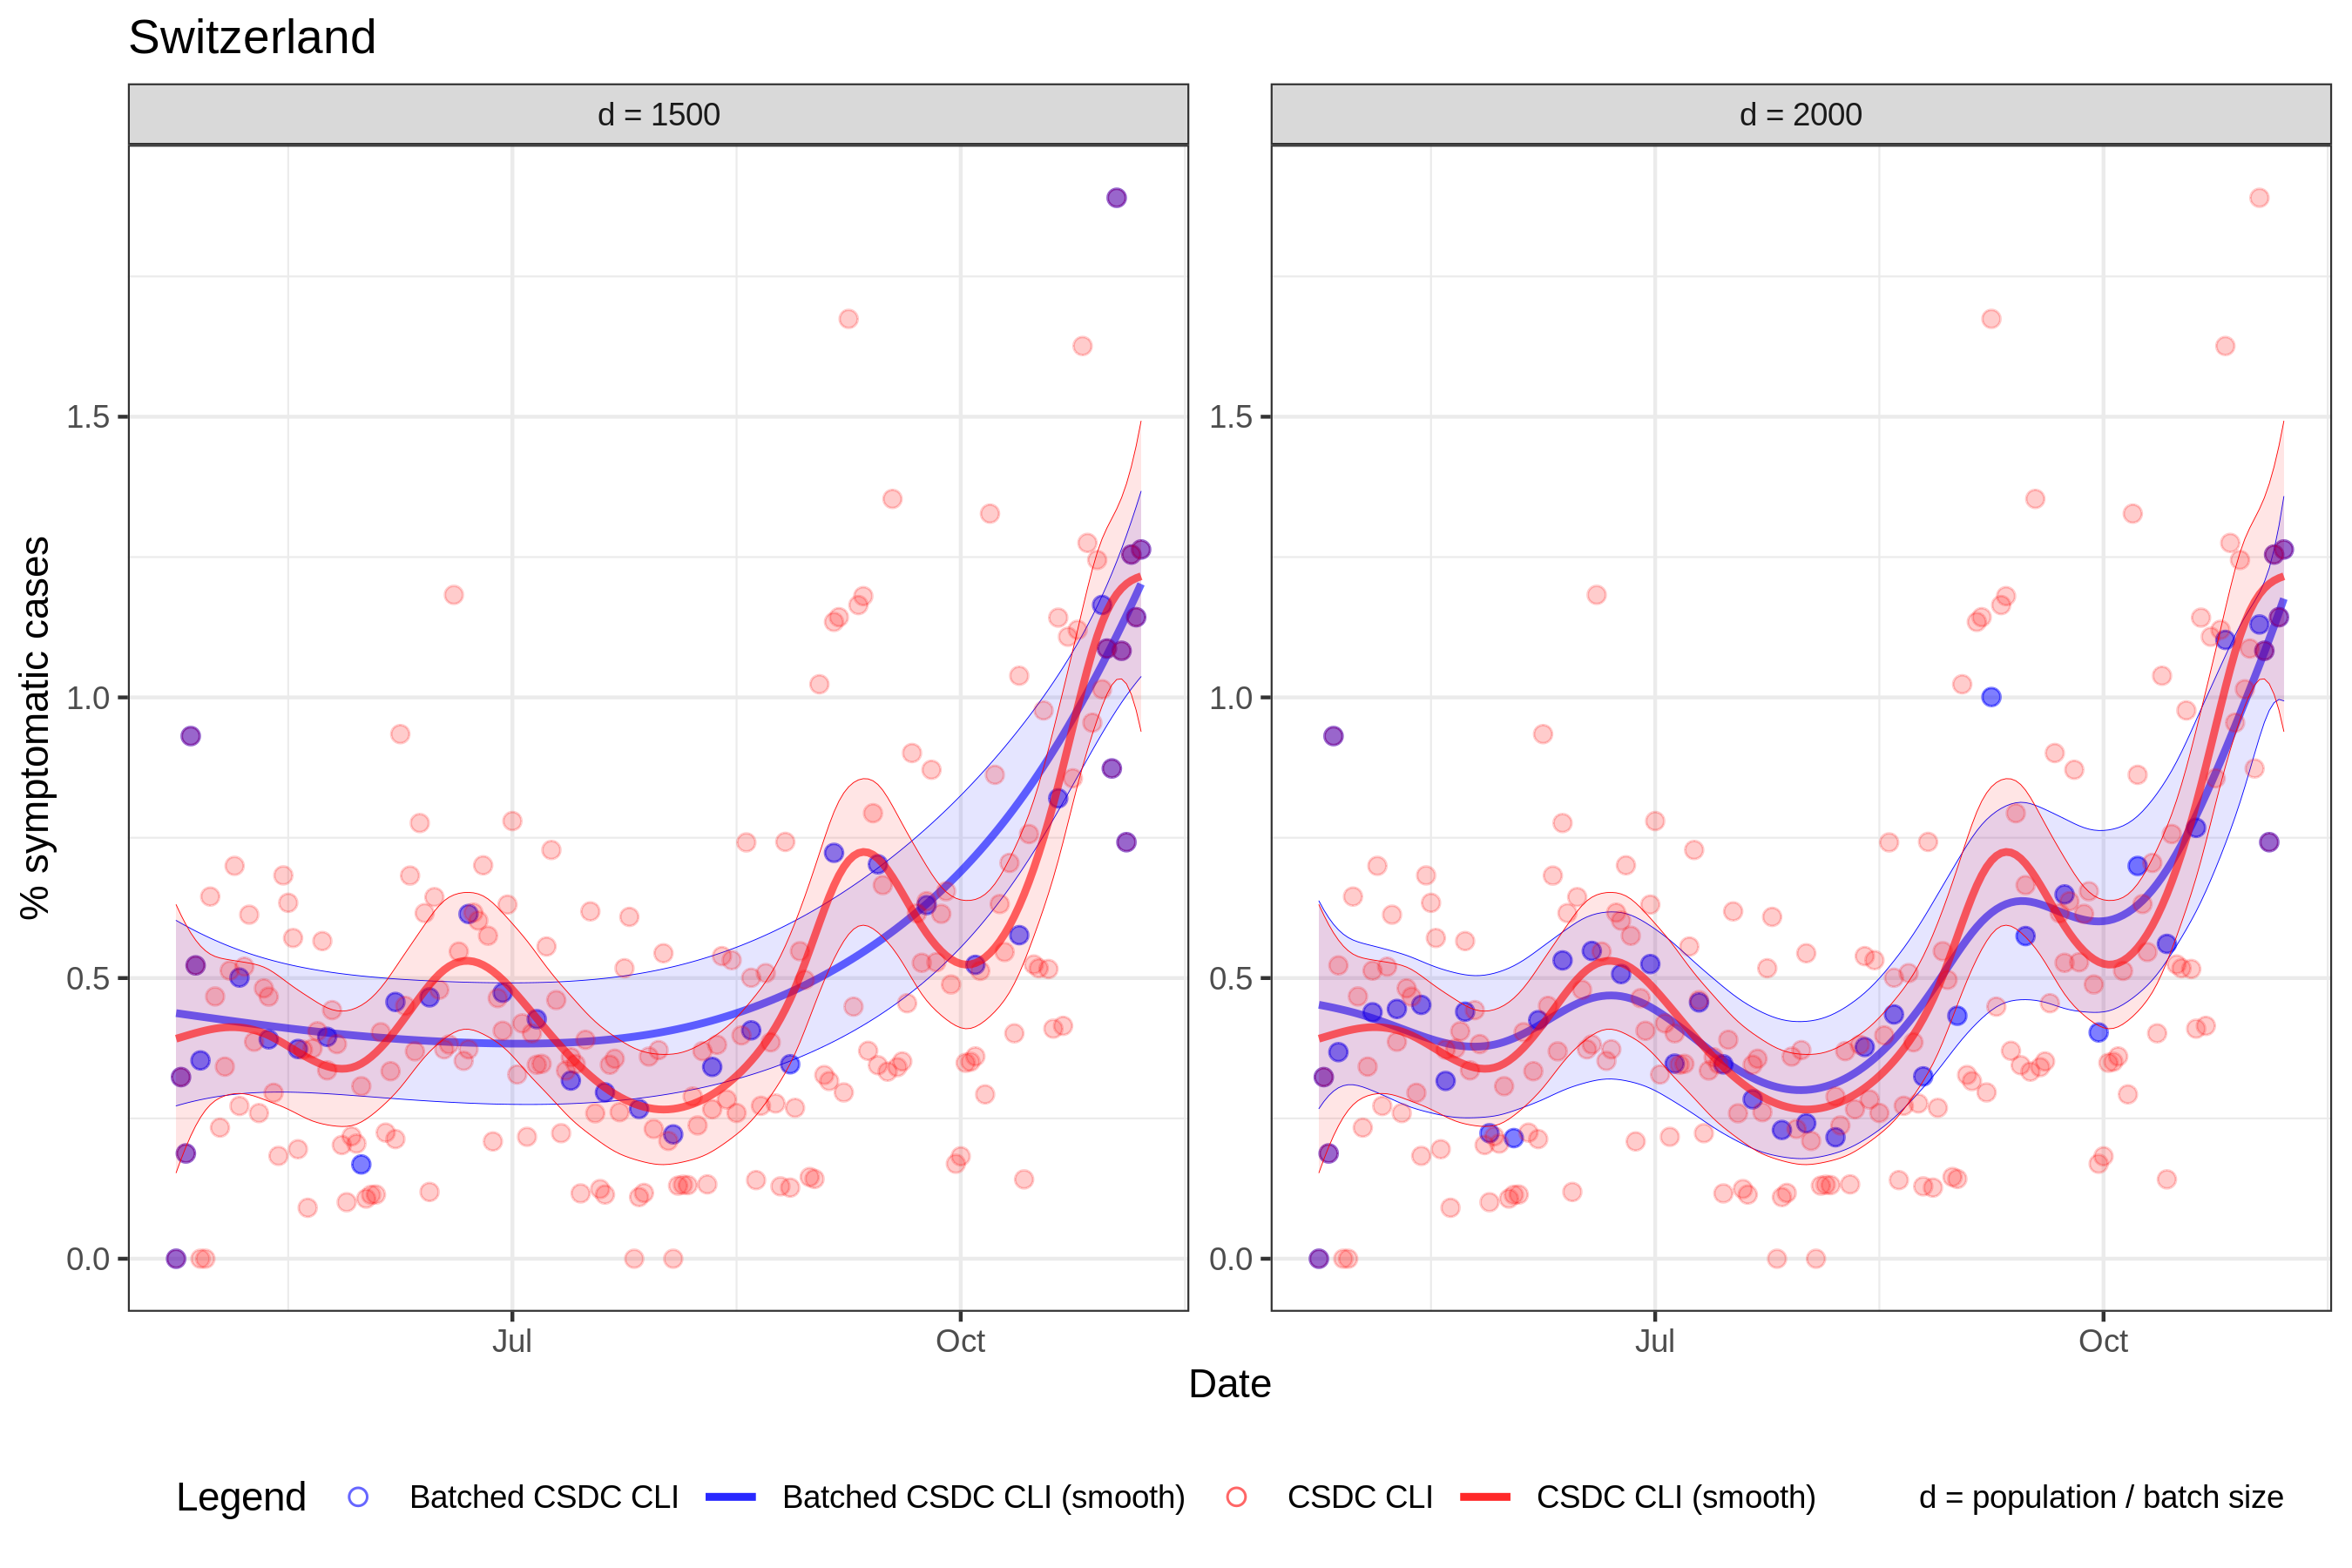 Switzerland
d = 1500
d = 2000
% symptomatic cases
1.5
1.0
0.5
0.0
1.5
1.0
0.5
0.0
Jul
Oct
Jul
Oct
Date
Legend
Batched CSDC CLI
Batched CSDC CLI (smooth)
CSDC CLI
CSDC CLI (smooth)
d = population / batch size